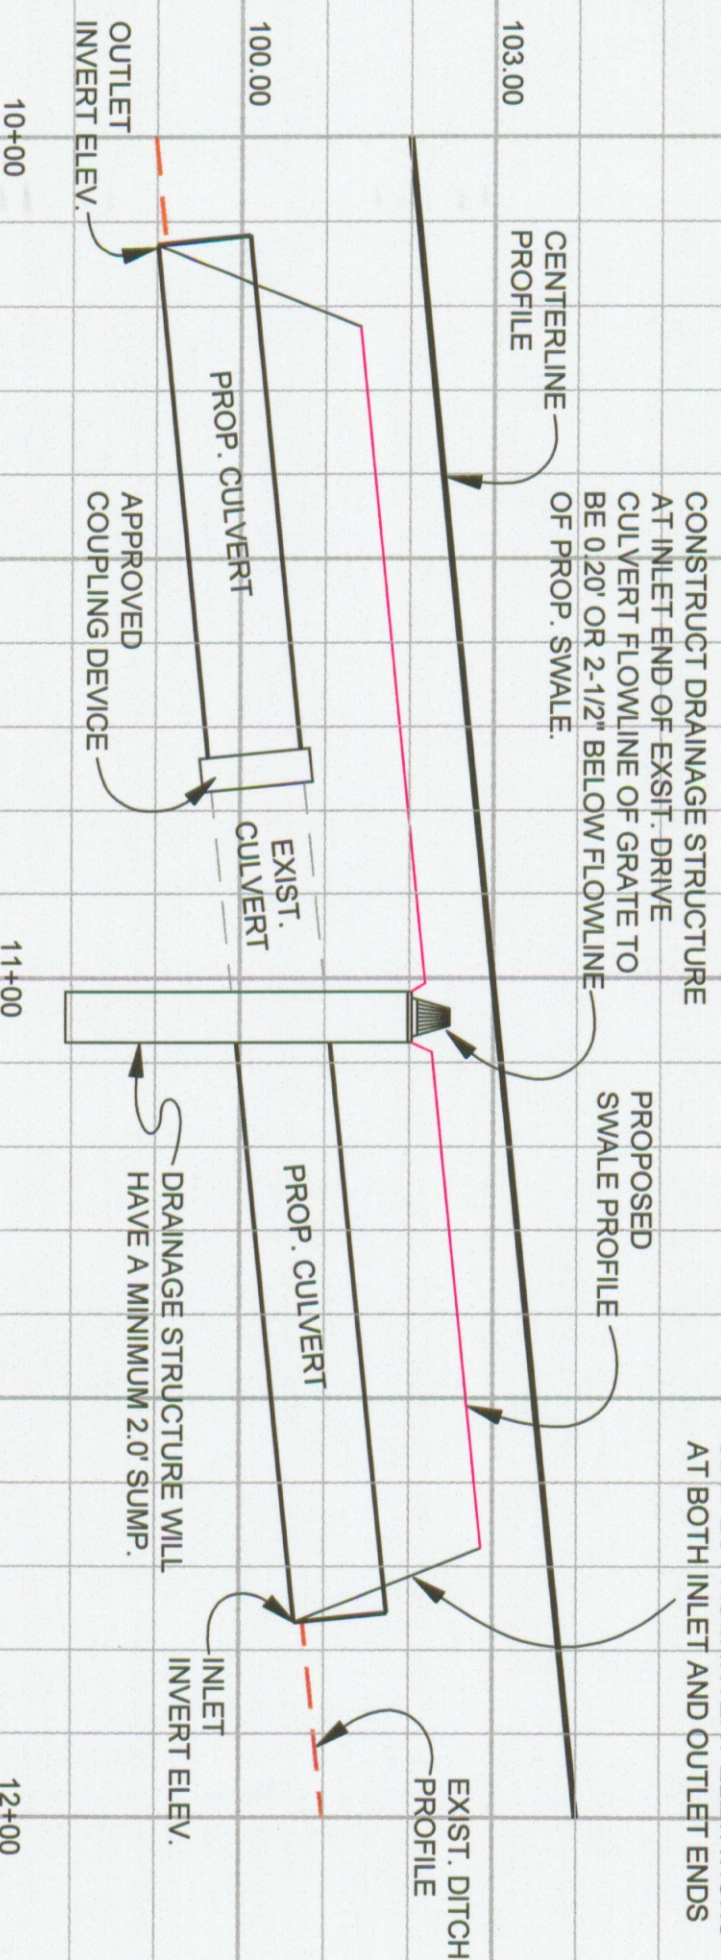 AT BOTH INLET AND OUTLET ENDS
CONSTRUCT DRAINAGE STRUCTURE
AT INLET END OF EXSIT. DRIVE
CULVERT FLOWLINE OF GRATE TO
BE 0.20' OR 2-1/2" BELOW FLOWLINE
OF PROP. SWALE.
PROPOSED
SWALE PROFILE
CENTERLINE
PROFILE
103.00
EXIST. DITCH
PROFILE
100.00
PROP. CULVERT
EXIST.
CULVERT
PROP. CULVERT
APPROVED
COUPLING DEVICE
DRAINAGE STRUCTURE WILL
HAVE A MINIMUM 2.0' SUMP.
INLET
INVERT ELEV.
OUTLET
INVERT ELEV.
10+00
11+00
12+00